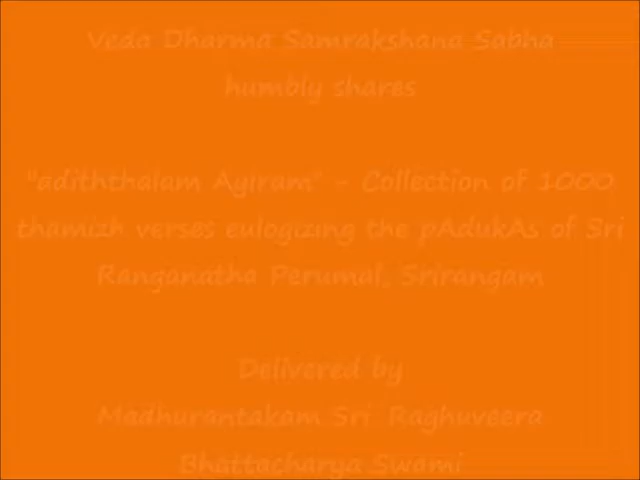 Veda Dharma Samrakshana Sabha
humbly shares
"adiththalam Ayiram" - Collection of 1000
thamizh verses eulogizing the pAdukAs of Sri
Ranganatha Perumal, Srirangam
Delivered by
Madhurantakam Sri. Raghuveera
Bhattacharya Swami